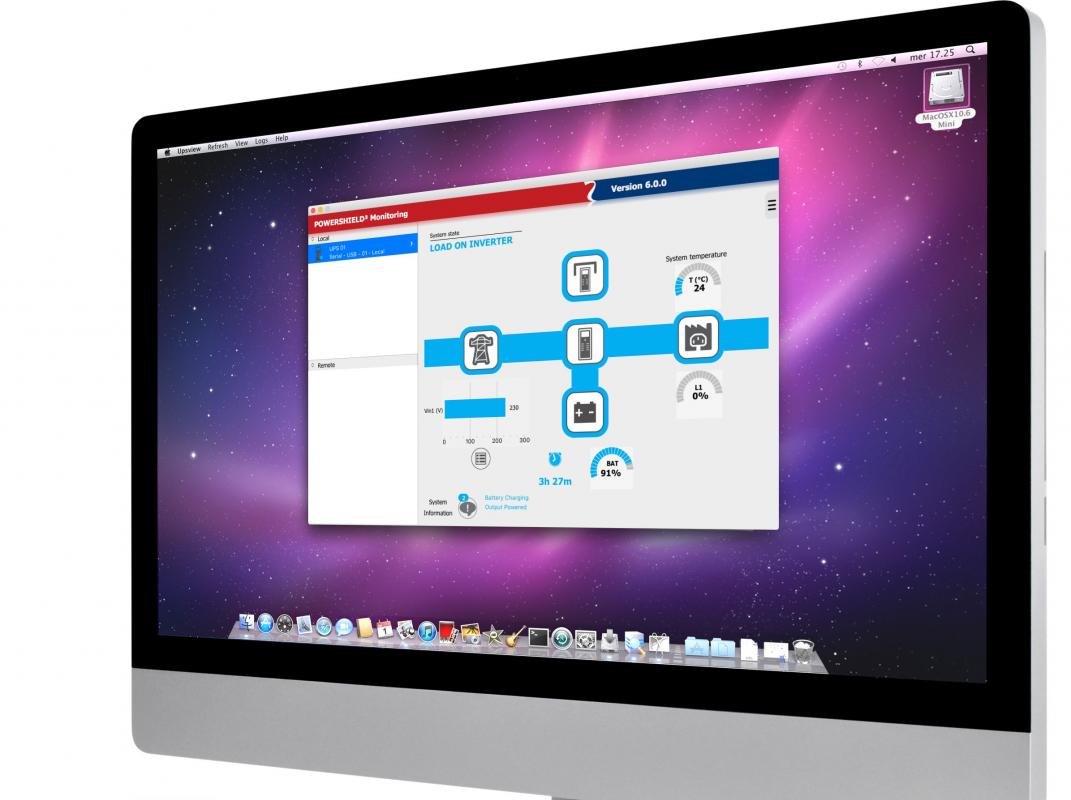 Upsview Refresh View Logs Help
mer 17.25
MacOSX10.6
Mini
POWERSHIELD³ Monitoring
Version 6.0.0
Local
UPS 01
Serial - USB - 01 - Local
Remote
System state
LOAD ON INVERTER
System temperature
T (°C)
24
Vin1 (V)
230
0 100 200 300
L1
0%
3h 27m
BAT
91%
System
Information
2
Battery Charging
Output Powered
1